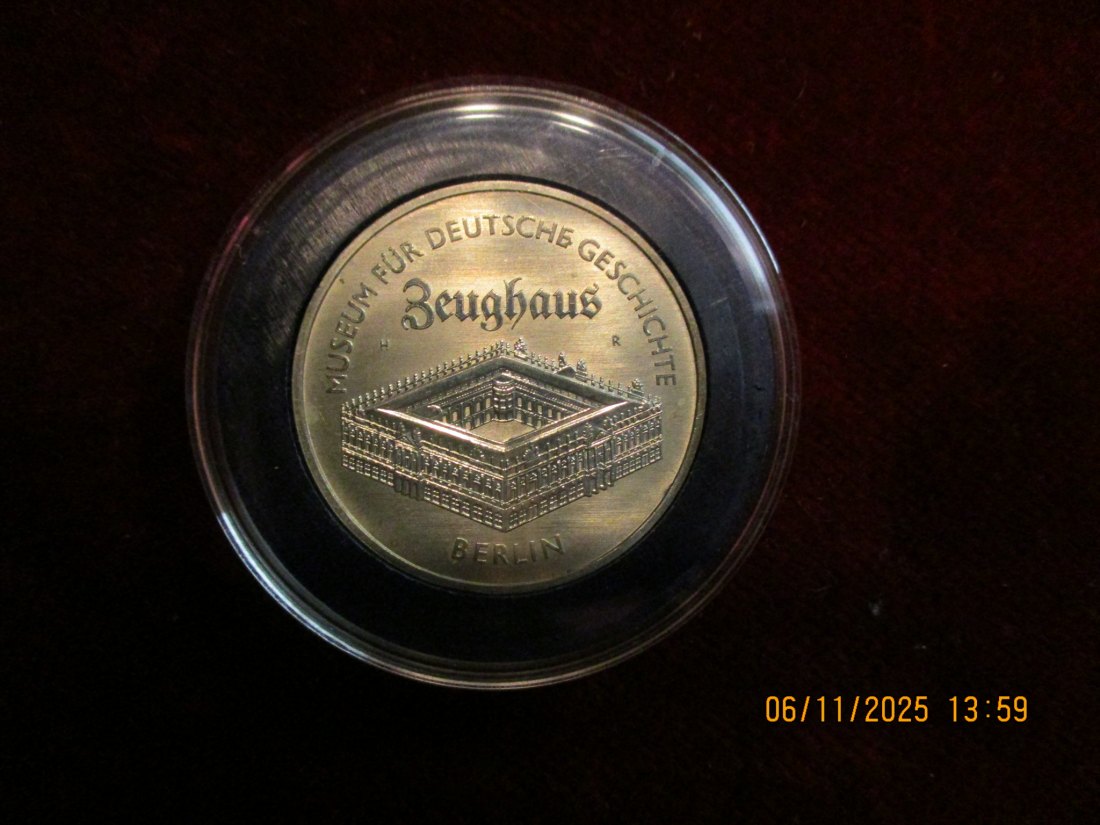 MUSEUM FÜR DEUTSCHE GESCHICHTE
Zeughaus
H R
BERLIN
06/11/2025 13:59